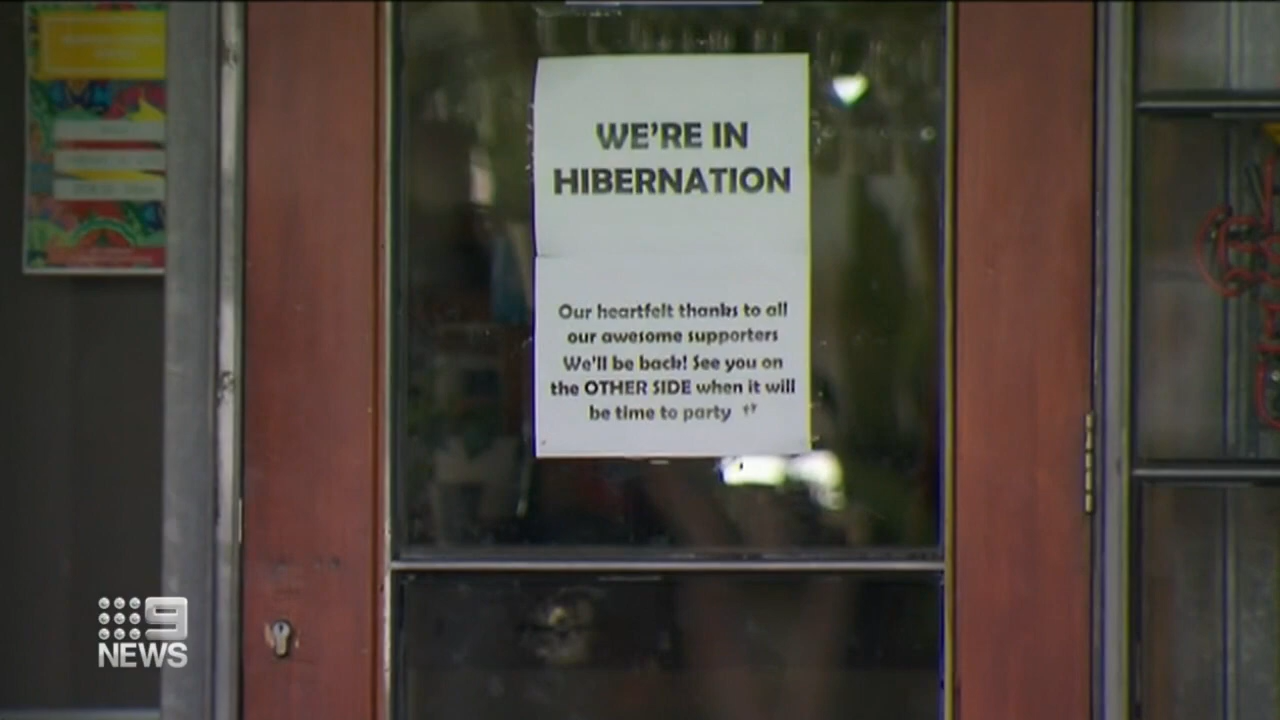 WE'RE IN
HIBERNATION
Our heartfelt thanks to all
our awesome supporters
We'll be back! See you on
the OTHER SIDE when it will
be time to party
9
NEWS